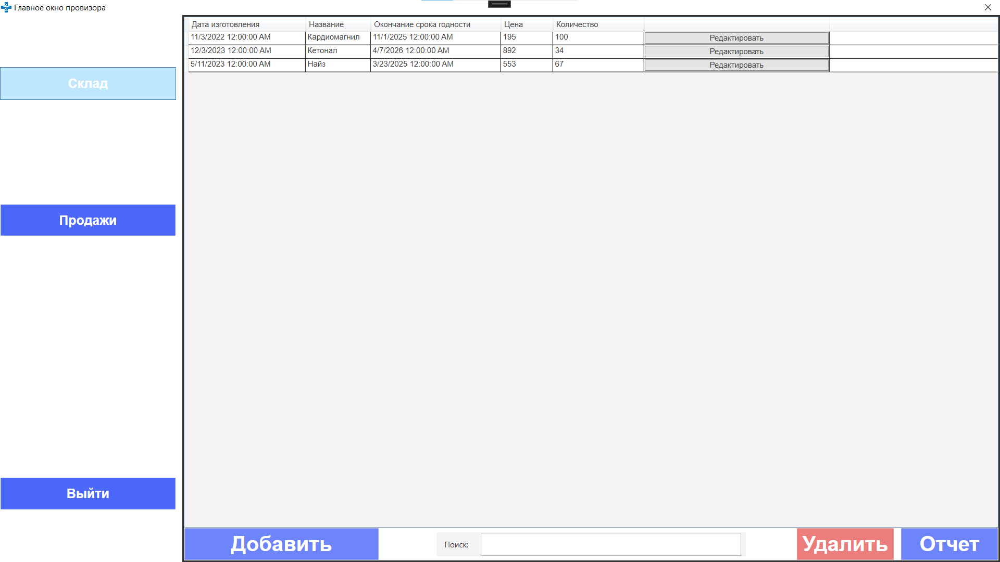 Главное окно провизора
Дата изготовления Название Окончание срока годности Цена Количество
11/3/2022 12:00:00 AM Кардиомагнил 11/1/2025 12:00:00 AM 195 100 Редактировать
12/3/2023 12:00:00 AM Кетонал 4/7/2026 12:00:00 AM 892 34 Редактировать
5/11/2023 12:00:00 AM Найз 3/23/2025 12:00:00 AM 553 67 Редактировать
Склад
Продажи
Выйти
Добавить Поиск: Удалить Отчет